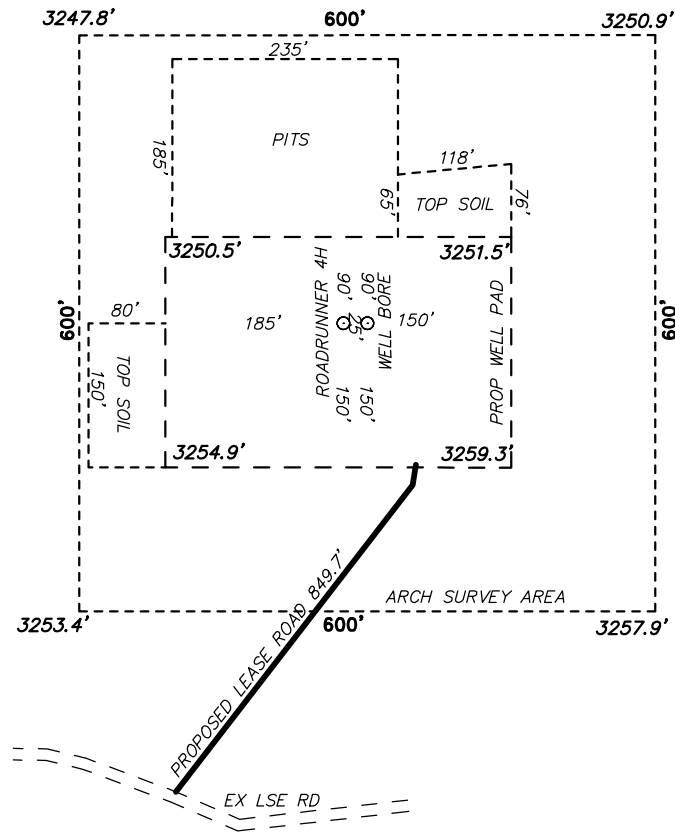 3247.8'
600'
3250.9'
235'
185'
PITS
118'
65'
TOP SOIL
76'
3250.5'
3251.5'
600'
80'
185'
ROADRUNNER 4H
90'
90'
25'
WELL BORE
150'
PROP WELL PAD
600'
TOP SOIL
150'
150'
150'
3254.9'
3259.3'
PROPOSED LEASE ROAD 849.7'
ARCH SURVEY AREA
3253.4'
600'
3257.9'
EX LSE RD